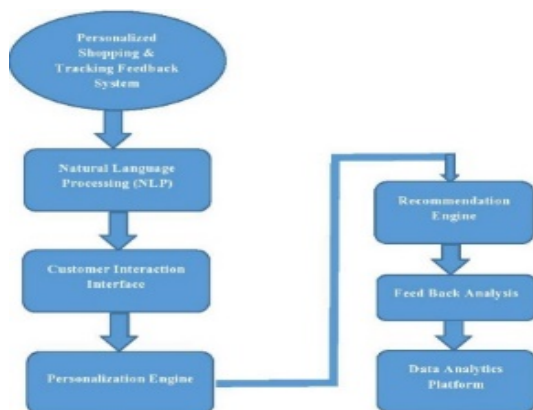 Personalized
Shopping &
Tracking Feedback
System
Natural Language
Processing (NLP)
Customer Interaction
Interface
Personalization Engine
Recommendation
Engine
Feed Back Analysis
Data Analytics
Platform